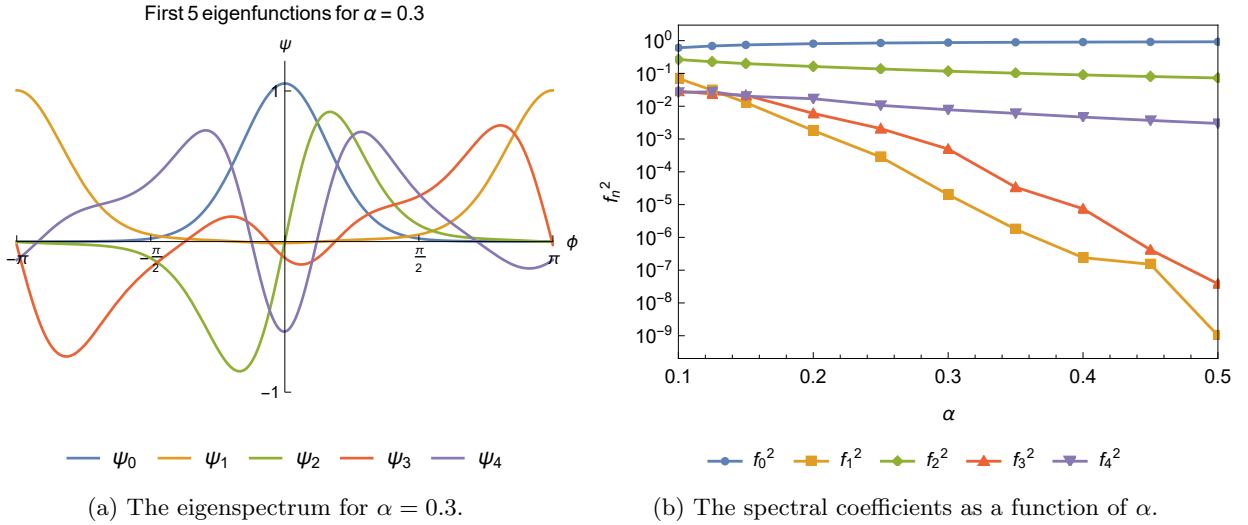 First 5 eigenfunctions for α = 0.3
ψ
1
-π
-π/2
π/2
π
ϕ
-1
ψ0 ψ1 ψ2 ψ3 ψ4
(a) The eigenspectrum for α = 0.3.
fn²
10⁰
10⁻¹
10⁻²
10⁻³
10⁻⁴
10⁻⁵
10⁻⁶
10⁻⁷
10⁻⁸
10⁻⁹
0.1 0.2 0.3 0.4 0.5
α
f0² f1² f2² f3² f4²
(b) The spectral coefficients as a function of α.